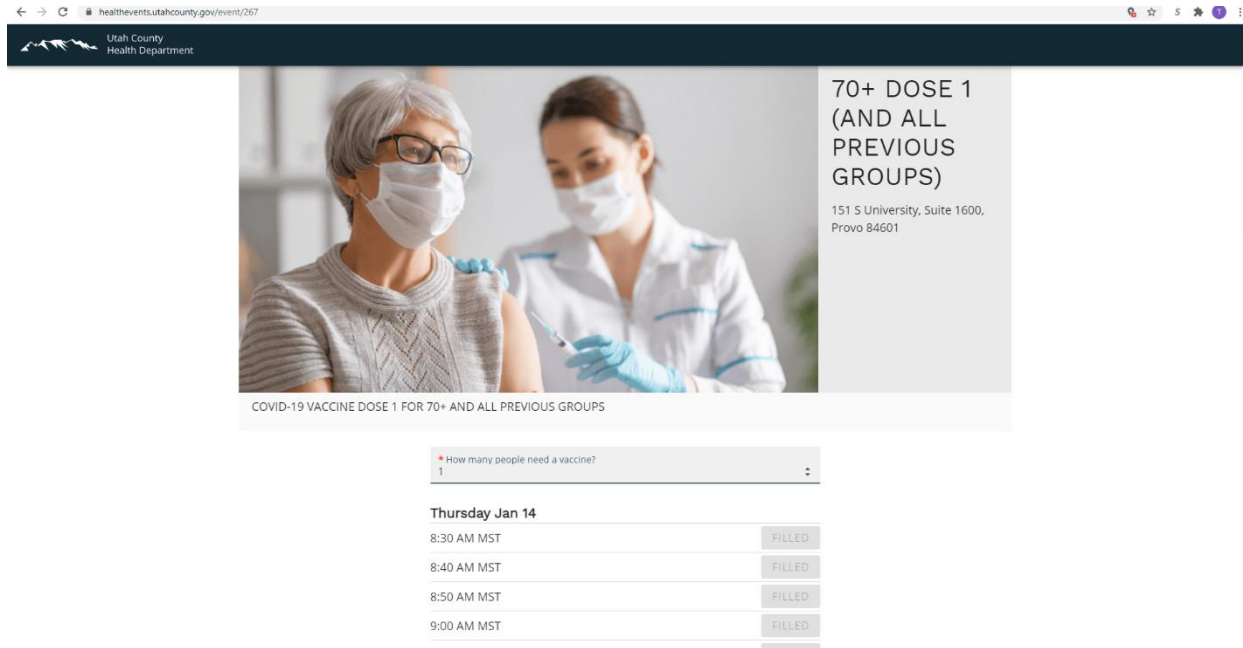 healthevents.utahcounty.gov/event/267
S
T
Utah County
Health Department
70+ DOSE 1
(AND ALL
PREVIOUS
GROUPS)
151 S University, Suite 1600,
Provo 84601
COVID-19 VACCINE DOSE 1 FOR 70+ AND ALL PREVIOUS GROUPS
* How many people need a vaccine?
1
Thursday Jan 14
8:30 AM MST FILLED
8:40 AM MST FILLED
8:50 AM MST FILLED
9:00 AM MST FILLED